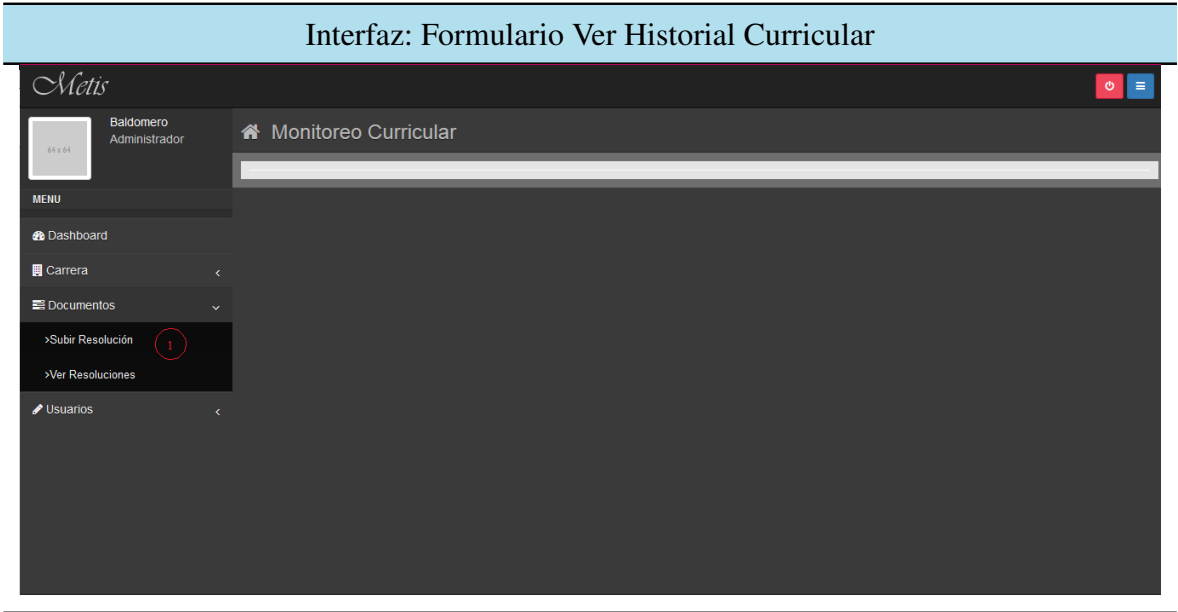 Interfaz: Formulario Ver Historial Curricular
Metis
Baldomero
Administrador
64 x 64
Monitoreo Curricular
MENU
Dashboard
Carrera
Documentos
>Subir Resolución
1
>Ver Resoluciones
Usuarios